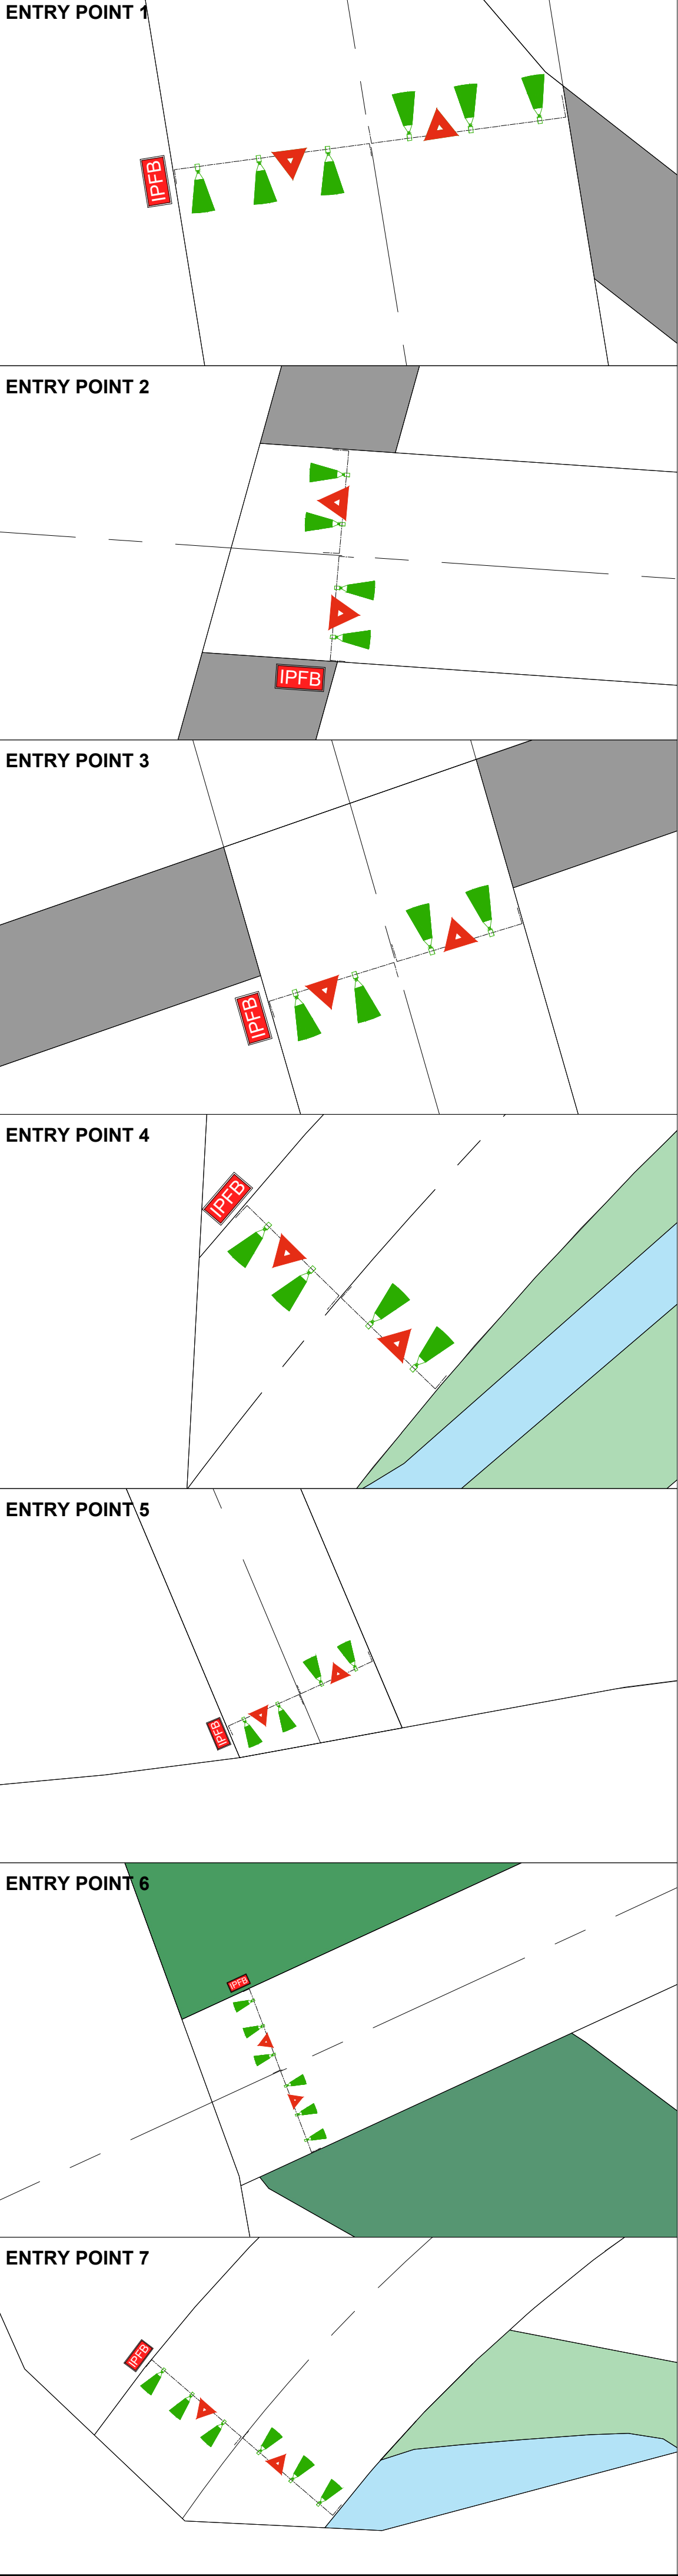 ENTRY POINT 1
IPFB
ENTRY POINT 2
IPFB
ENTRY POINT 3
IPFB
ENTRY POINT 4
IPFB
ENTRY POINT 5
IPFB
ENTRY POINT 6
IPFB
ENTRY POINT 7
IPFB